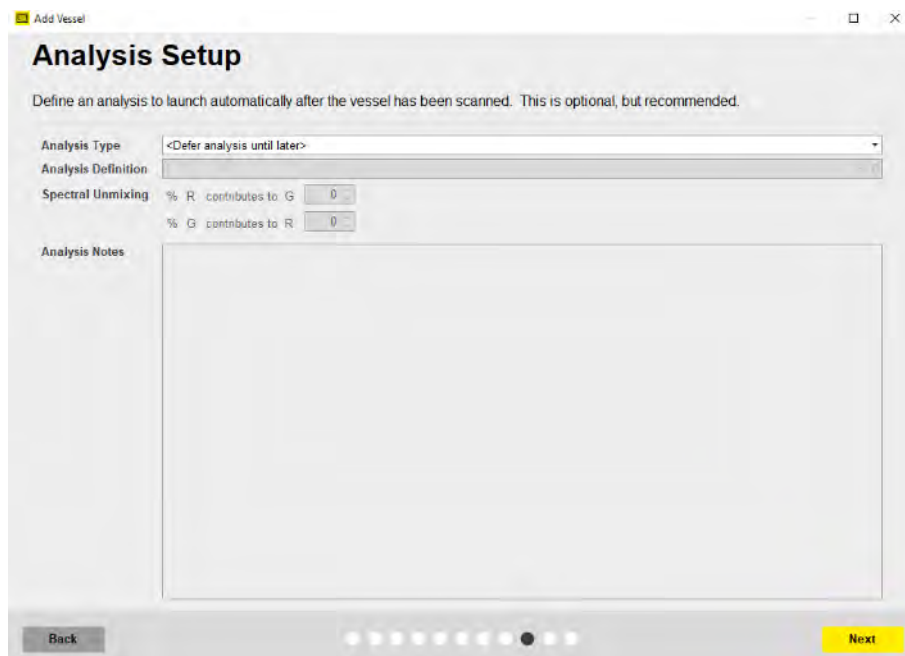 Add Vessel
Analysis Setup
Define an analysis to launch automatically after the vessel has been scanned. This is optional, but recommended.
Analysis Type <Defer analysis until later>
Analysis Definition
Spectral Unmixing % R contributes to G 0
% G contributes to R 0
Analysis Notes
Back Next